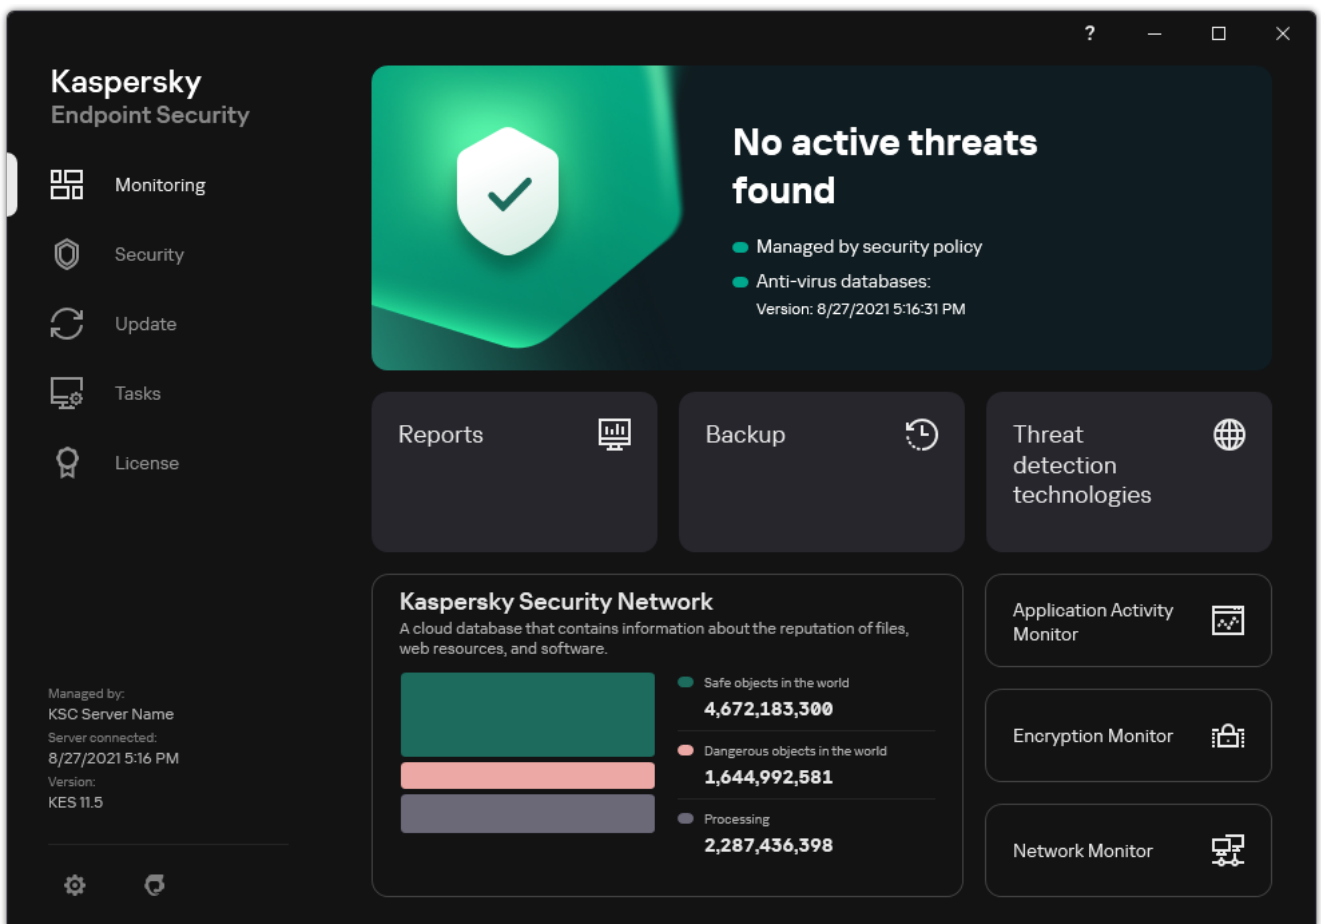 ?
Kaspersky
Endpoint Security
Monitoring
Security
Update
Tasks
License
Managed by:
KSC Server Name
Server connected:
8/27/2021 5:16 PM
Version:
KES 11.5
No active threats
found
Managed by security policy
Anti-virus databases:
Version: 8/27/2021 5:16:31 PM
Reports
Backup
Threat
detection
technologies
Kaspersky Security Network
A cloud database that contains information about the reputation of files,
web resources, and software.
Safe objects in the world
4,672,183,300
Dangerous objects in the world
1,644,992,581
Processing
2,287,436,398
Application Activity
Monitor
Encryption Monitor
Network Monitor